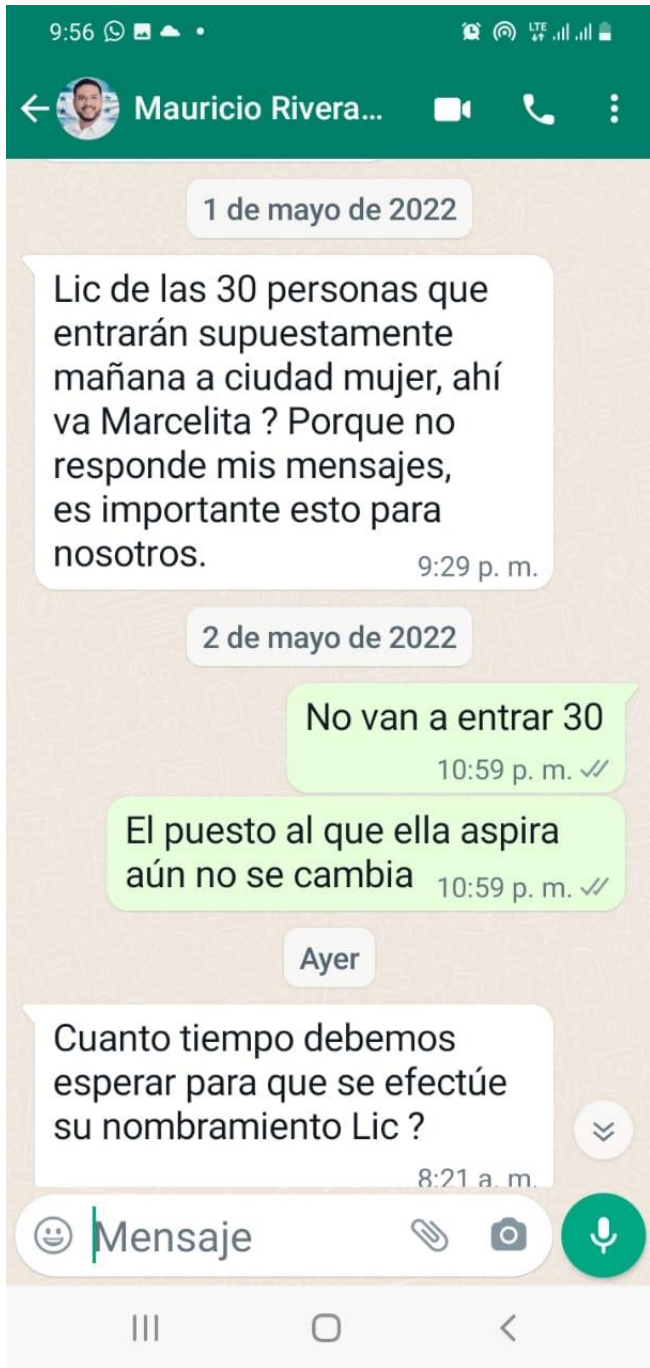 9:56
LTE
Mauricio Rivera...
1 de mayo de 2022
Lic de las 30 personas que
entrarán supuestamente
mañana a ciudad mujer, ahí
va Marcelita ? Porque no
responde mis mensajes,
es importante esto para
nosotros.
9:29 p. m.
2 de mayo de 2022
No van a entrar 30
10:59 p. m.
El puesto al que ella aspira
aún no se cambia
10:59 p. m.
Ayer
Cuanto tiempo debemos
esperar para que se efectúe
su nombramiento Lic ?
8:21 a. m.
Mensaje